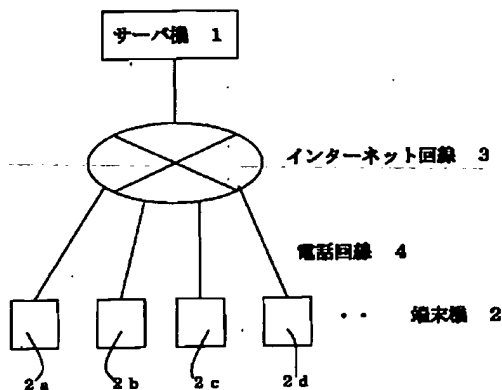 サーバ機 1
インターネット回線 3
電話回線 4
・・ 端末機 2
2a 2b 2c 2d